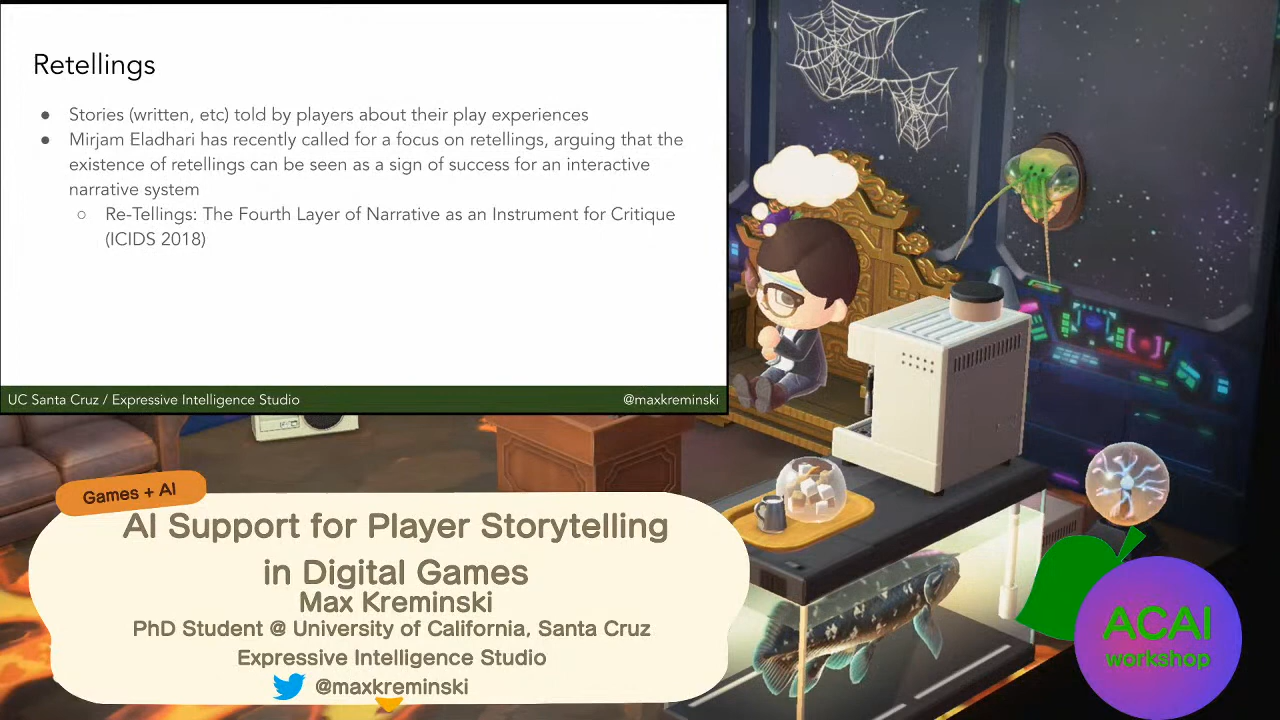 Retellings
● Stories (written, etc) told by players about their play experiences
● Mirjam Eladhari has recently called for a focus on retellings, arguing that the
existence of retellings can be seen as a sign of success for an interactive
narrative system
○ Re-Tellings: The Fourth Layer of Narrative as an Instrument for Critique
(ICIDS 2018)
UC Santa Cruz / Expressive Intelligence Studio
@maxkreminski
Games + AI
AI Support for Player Storytelling
in Digital Games
Max Kreminski
PhD Student @ University of California, Santa Cruz
Expressive Intelligence Studio
@maxkreminski
ACAI
workshop